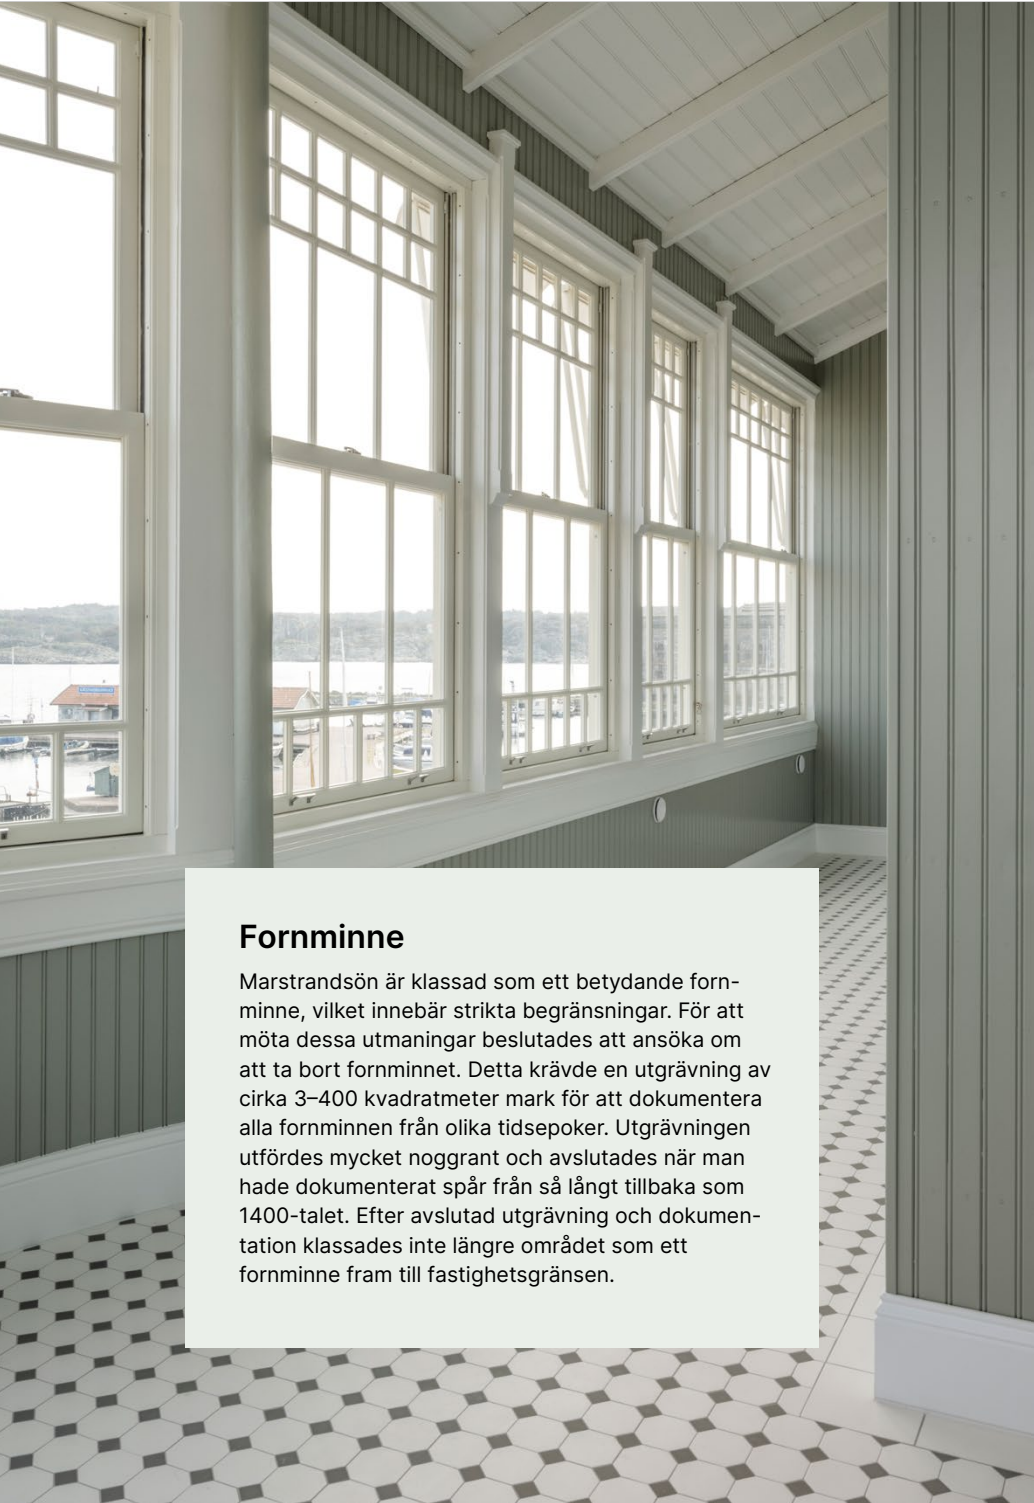 Fornminne
Marstrandsön är klassad som ett betydande forn-
minne, vilket innebär strikta begränsningar. För att
möta dessa utmaningar beslutades att ansöka om
att ta bort fornminnet. Detta krävde en utgrävning av
cirka 3–400 kvadratmeter mark för att dokumentera
alla fornminnen från olika tidsepoker. Utgrävningen
utfördes mycket noggrant och avslutades när man
hade dokumenterat spår från så långt tillbaka som
1400-talet. Efter avslutad utgrävning och dokumen-
tation klassades inte längre området som ett
fornminne fram till fastighetsgränsen.